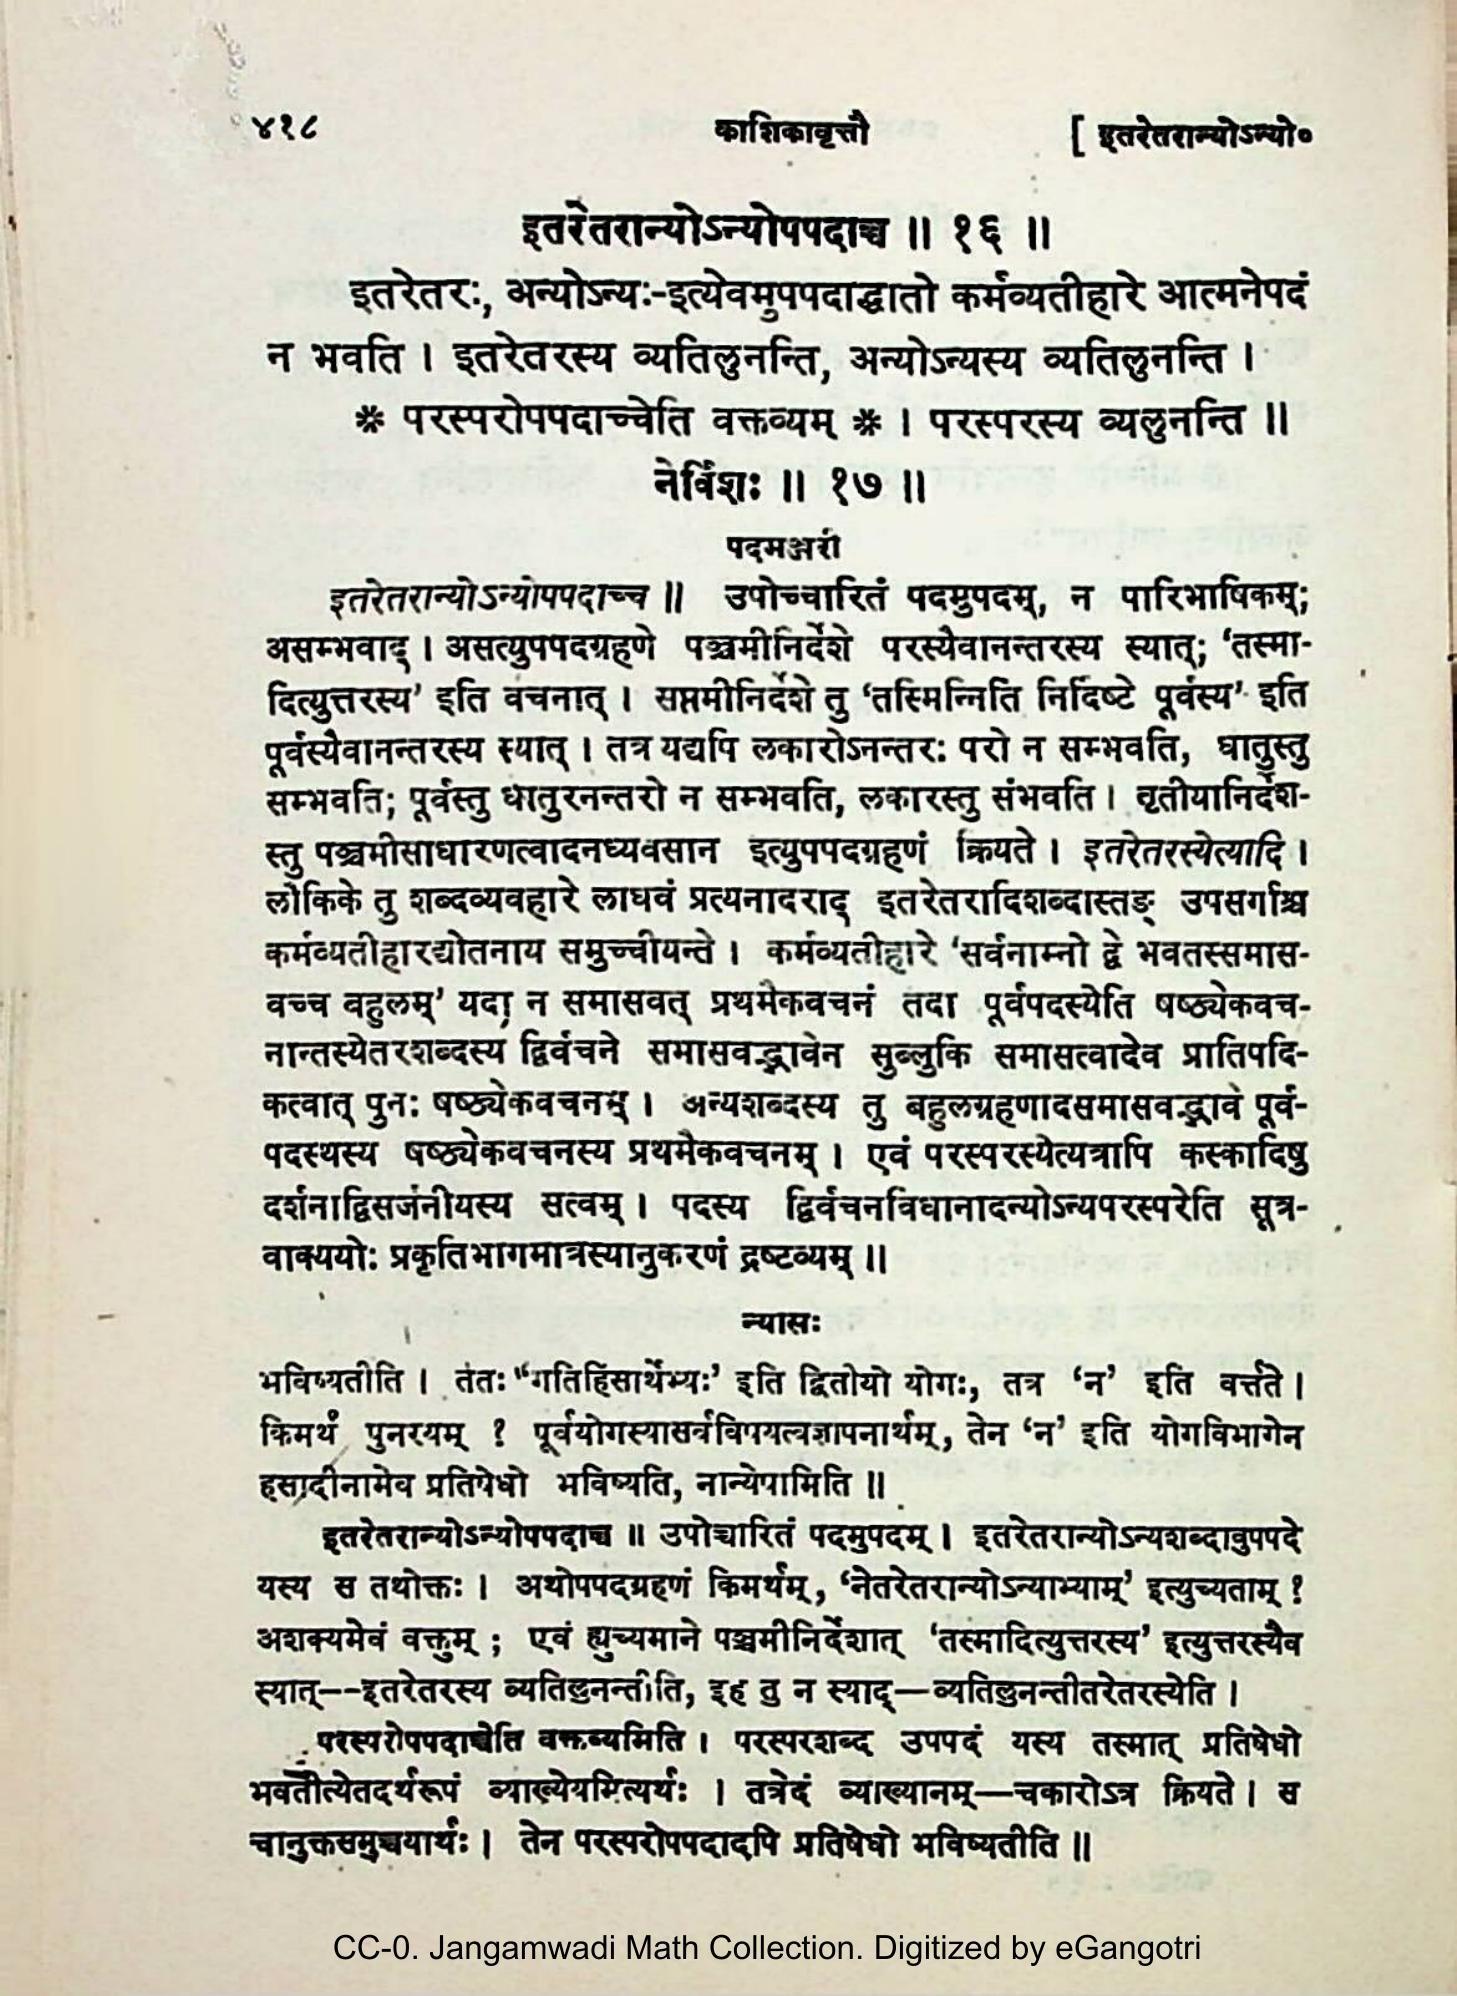 ४१८ काशिकावृत्तौ [ इतरेतरान्योऽन्यो०
इतरेतरान्योऽन्योपपदाच्च ॥ १६ ॥
इतरेतरः, अन्योऽन्यः-इत्येवमुपपदाद्धातो कर्मव्यतीहारे आत्मनेपदं
न भवति । इतरेतरस्य व्यतिलुनन्ति, अन्योऽन्यस्य व्यतिलुनन्ति ।
* परस्परोपपदाच्चेति वक्तव्यम् * । परस्परस्य व्यलुनन्ति ॥
नेर्विशः ॥ १७ ॥
पदमञ्जरी
इतरेतरान्योऽन्योपपदाच्च ॥ उपोच्चारितं पदमुपदम्, न पारिभाषिकम्;
असम्भवाद् । असत्युपपदग्रहणे पञ्चमीनिर्देशे परस्यैवानन्तरस्य स्यात्; ‘तस्मा-
दित्युत्तरस्य’ इति वचनात् । सप्तमीनिर्देशे तु ‘तस्मिन्निति निर्दिष्टे पूर्वस्य’ इति
पूर्वस्यैवानन्तरस्य स्यात् । तत्र यद्यपि लकारोऽनन्तरः परो न सम्भवति, धातुस्तु
सम्भवति; पूर्वस्तु धातुरनन्तरो न सम्भवति, लकारस्तु संभवति । तृतीयानिर्देश-
स्तु पञ्चमीसाधारणत्वादनध्यवसान इत्युपपदग्रहणं क्रियते । इतरेतरस्येत्यादि ।
लौकिके तु शब्दव्यवहारे लाघवं प्रत्यनादराद् इतरेतरादिशब्दास्तङ् उपसर्गाश्च
कर्मव्यतीहारद्योतनाय समुच्चीयन्ते । कर्मव्यतीहारे ‘सर्वनाम्नो द्वे भवतस्समास-
वच्च बहुलम्’ यदा न समासवत् प्रथमैकवचनं तदा पूर्वपदस्येति षष्ठ्येकवच-
नान्तस्येतरशब्दस्य द्विर्वचने समासवद्भावेन सुब्लुकि समासत्वादेव प्रातिपदि-
कत्वात् पुनः षष्ठ्येकवचनम् । अन्यशब्दस्य तु बहुलग्रहणादसमासवद्भावे पूर्व-
पदस्थस्य षष्ठ्येकवचनस्य प्रथमैकवचनम् । एवं परस्परस्येत्यत्रापि कस्कादिषु
दर्शनाद्विसर्जनीयस्य सत्वम् । पदस्य द्विर्वचनविधानादन्योऽन्यपरस्परेति सूत्र-
वाक्ययोः प्रकृतिभागमात्रस्यानुकरणं द्रष्टव्यम् ॥
न्यासः
भविष्यतीति । ततः “गतिहिंसार्थेभ्यः’ इति द्वितीयो योगः, तत्र ‘न’ इति वर्त्तते ।
किमर्थं पुनरयम् ? पूर्वयोगस्यासर्वविषयत्वज्ञापनार्थम्, तेन ‘न’ इति योगविभागेन
हसादीनामेव प्रतिषेधो भविष्यति, नान्येषामिति ॥
इतरेतरान्योऽन्योपपदाच्च ॥ उपोच्चारितं पदमुपदम् । इतरेतरान्योऽन्यशब्दावुपपदे
यस्य स तथोक्तः । अथोपपदग्रहणं किमर्थम्, ‘नेतरेतरान्योऽन्याभ्याम्’ इत्युच्यताम् ?
अशक्यमेवं वक्तुम् ; एवं ह्युच्यमाने पञ्चमीनिर्देशात् ‘तस्मादित्युत्तरस्य’ इत्युत्तरस्यैव
स्यात्--इतरेतरस्य व्यतिलुनन्तीति, इह तु न स्याद्—व्यतिलुनन्तीतरेतरस्येति ।
परस्परोपपदाच्चेति वक्तव्यमिति । परस्परशब्द उपपदं यस्य तस्मात् प्रतिषेधो
भवतीत्येतदर्थरूपं व्याख्येयमित्यर्थः । तत्रेदं व्याख्यानम्—चकारोऽत्र क्रियते । स
चानुक्तसमुच्चयार्थः । तेन परस्परोपपदादपि प्रतिषेधो भविष्यतीति ॥
CC-0. Jangamwadi Math Collection. Digitized by eGangotri